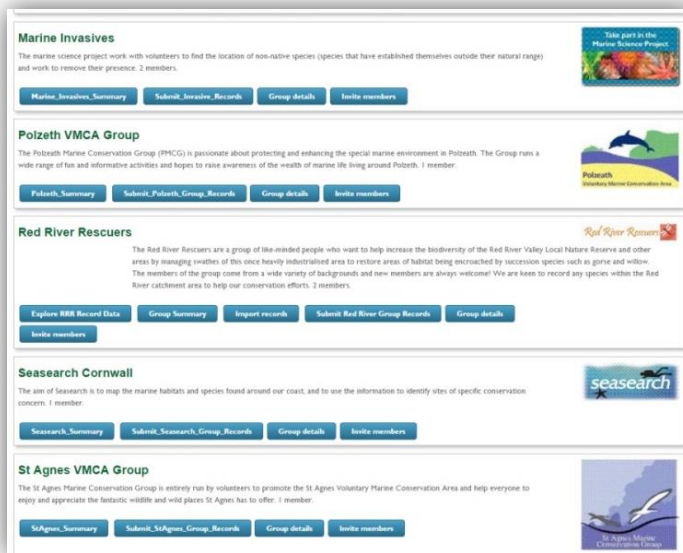 Marine Invasives
Take part in the
Marine Science Project
The marine science project work with volunteers to find the location of non-native species (species that have established themselves outside their natural range)
and work to remove their presence. 2 members.
Marine_Invasives_Summary Submit_Invasive_Records Group details Invite members
Polzeth VMCA Group
The Polzeath Marine Conservation Group (PMCG) is passionate about protecting and enhancing the special marine environment in Polzeath. The Group runs a
wide range of fun and informative activities and hopes to raise awareness of the wealth of marine life living around Polzeth. 1 member.
Polzeath
Voluntary Marine Conservation Area
Polzeth_Summary Submit_Polzeth_Group_Records Group details Invite members
Red River Rescuers
Red River Rescuers
The Red River Rescuers are a group of like-minded people who want to help increase the biodiversity of the Red River Valley Local Nature Reserve and other
areas by managing swathes of this once heavily industrialised area to restore areas of habitat being encroached by succession species such as gorse and willow.
The members of the group come from a wide variety of backgrounds and new members are always welcome! We are keen to record any species within the Red
River catchment area to help our conservation efforts. 2 members.
Explore RRR Record Data Group Summary Import records Submit Red River Group Records Group details
Invite members
Seasearch Cornwall
seasearch
The aim of Seasearch is to map the marine habitats and species found around our coast, and to use the information to identify sites of specific conservation
concern. 1 member.
Seasearch_Summary Submit_Seasearch_Group_Records Group details Invite members
St Agnes VMCA Group
The St Agnes Marine Conservation Group is entirely run by volunteers to promote the St Agnes Voluntary Marine Conservation Area and help everyone to
enjoy and appreciate the fantastic wildlife and wild places St Agnes has to offer. 1 member.
StAgnes_Summary Submit_StAgnes_Group_Records Group details Invite members
St Agnes Marine
Conservation Group